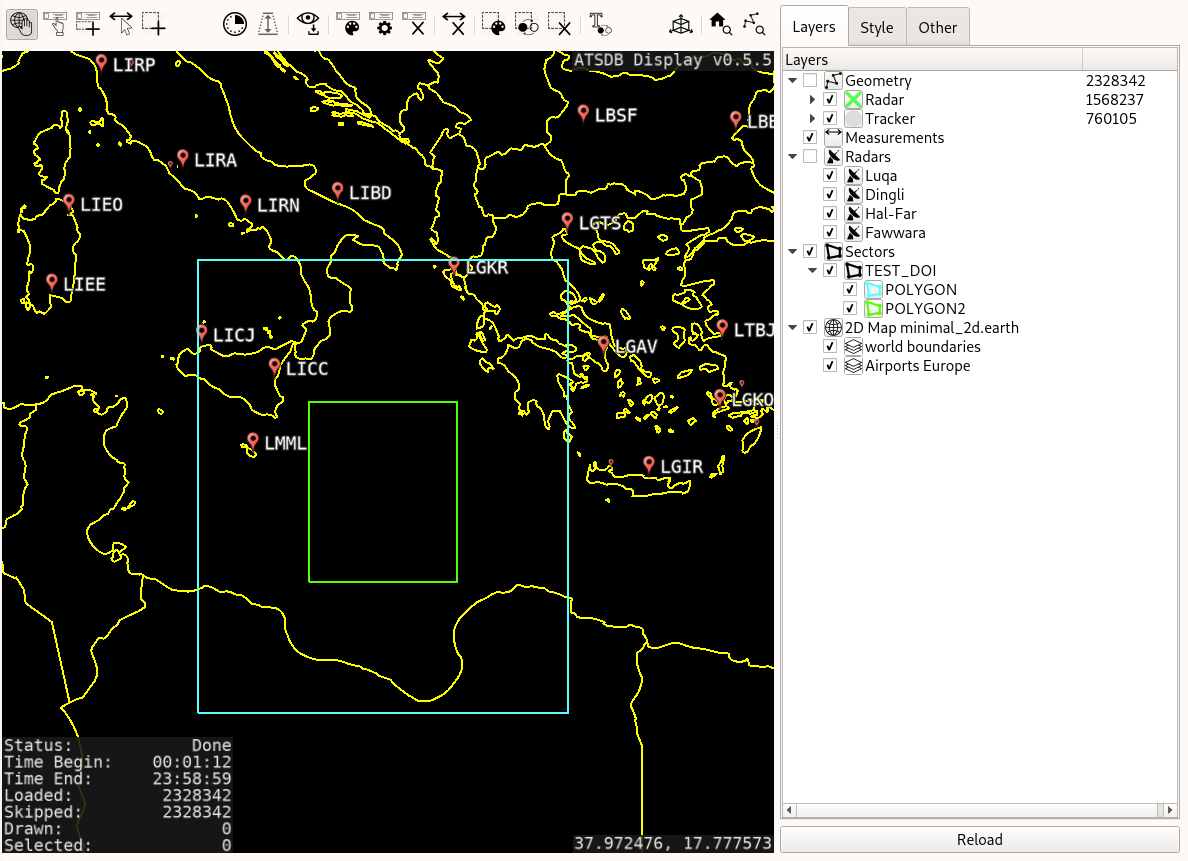 Layers Style Other
ATSDB Display v0.5.5
LIRP
LBSF
LIRA
LIBD
LIEO
LIRN
LGTS
LGKR
LIEE
LICJ
LTBJ
LGAV
LICC
LGKO
LMML
LGIR
Status: Done
Time Begin: 00:01:12
Time End: 23:58:59
Loaded: 2328342
Skipped: 2328342
Drawn: 0
Selected: 0
37.972476, 17.777573
Layers
Geometry 2328342
Radar 1568237
Tracker 760105
Measurements
Radars
Luqa
Dingli
Hal-Far
Fawwara
Sectors
TEST_DOI
POLYGON
POLYGON2
2D Map minimal_2d.earth
world boundaries
Airports Europe
Reload